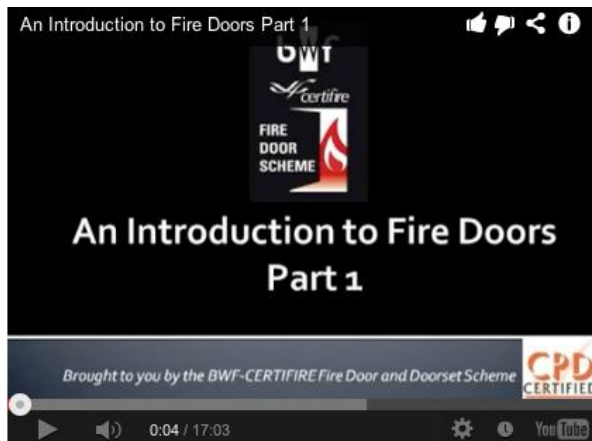 An Introduction to Fire Doors Part 1
bwf
certifire
FIRE
DOOR
SCHEME
An Introduction to Fire Doors
Part 1
Brought to you by the BWF-CERTIFIRE Fire Door and Doorset Scheme
CPD
CERTIFIED
0:04 / 17:03
YouTube